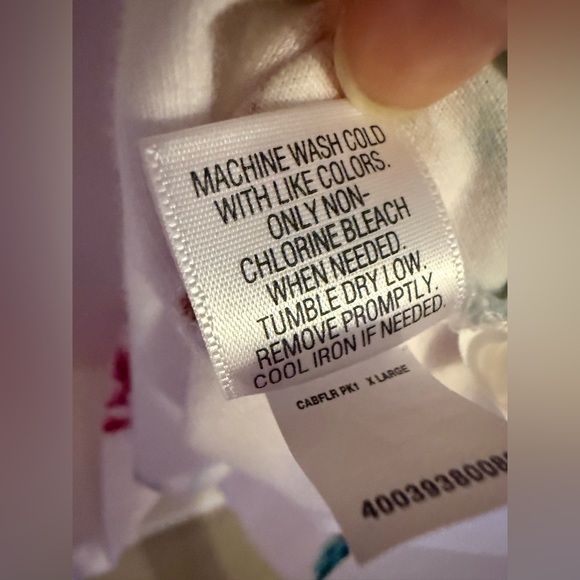 MACHINE WASH COLD
WITH LIKE COLORS.
ONLY NON-
CHLORINE BLEACH
WHEN NEEDED.
TUMBLE DRY LOW.
REMOVE PROMPTLY.
COOL IRON IF NEEDED.
CABFLR PK1 X LARGE
4003938008